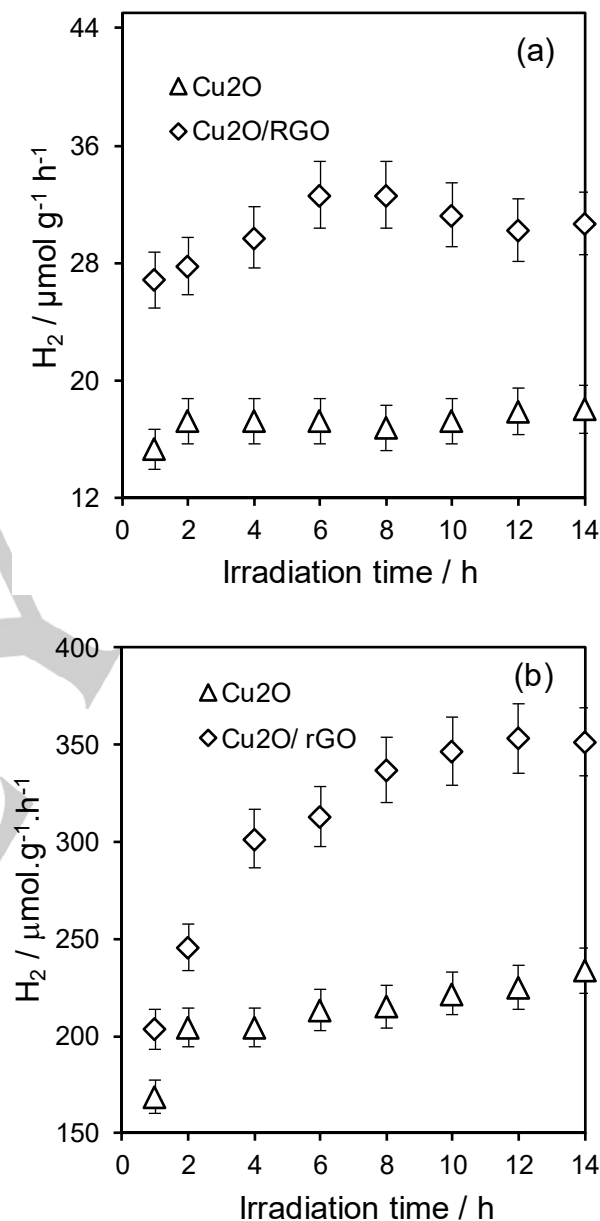 44
(a)
Cu2O
36
Cu2O/RGO
28
20
12
H₂ / μmol g⁻¹ h⁻¹
0 2 4 6 8 10 12 14
Irradiation time / h
400
(b)
Cu2O
350
Cu2O/ rGO
300
250
200
150
H₂ / μmol.g⁻¹.h⁻¹
0 2 4 6 8 10 12 14
Irradiation time / h